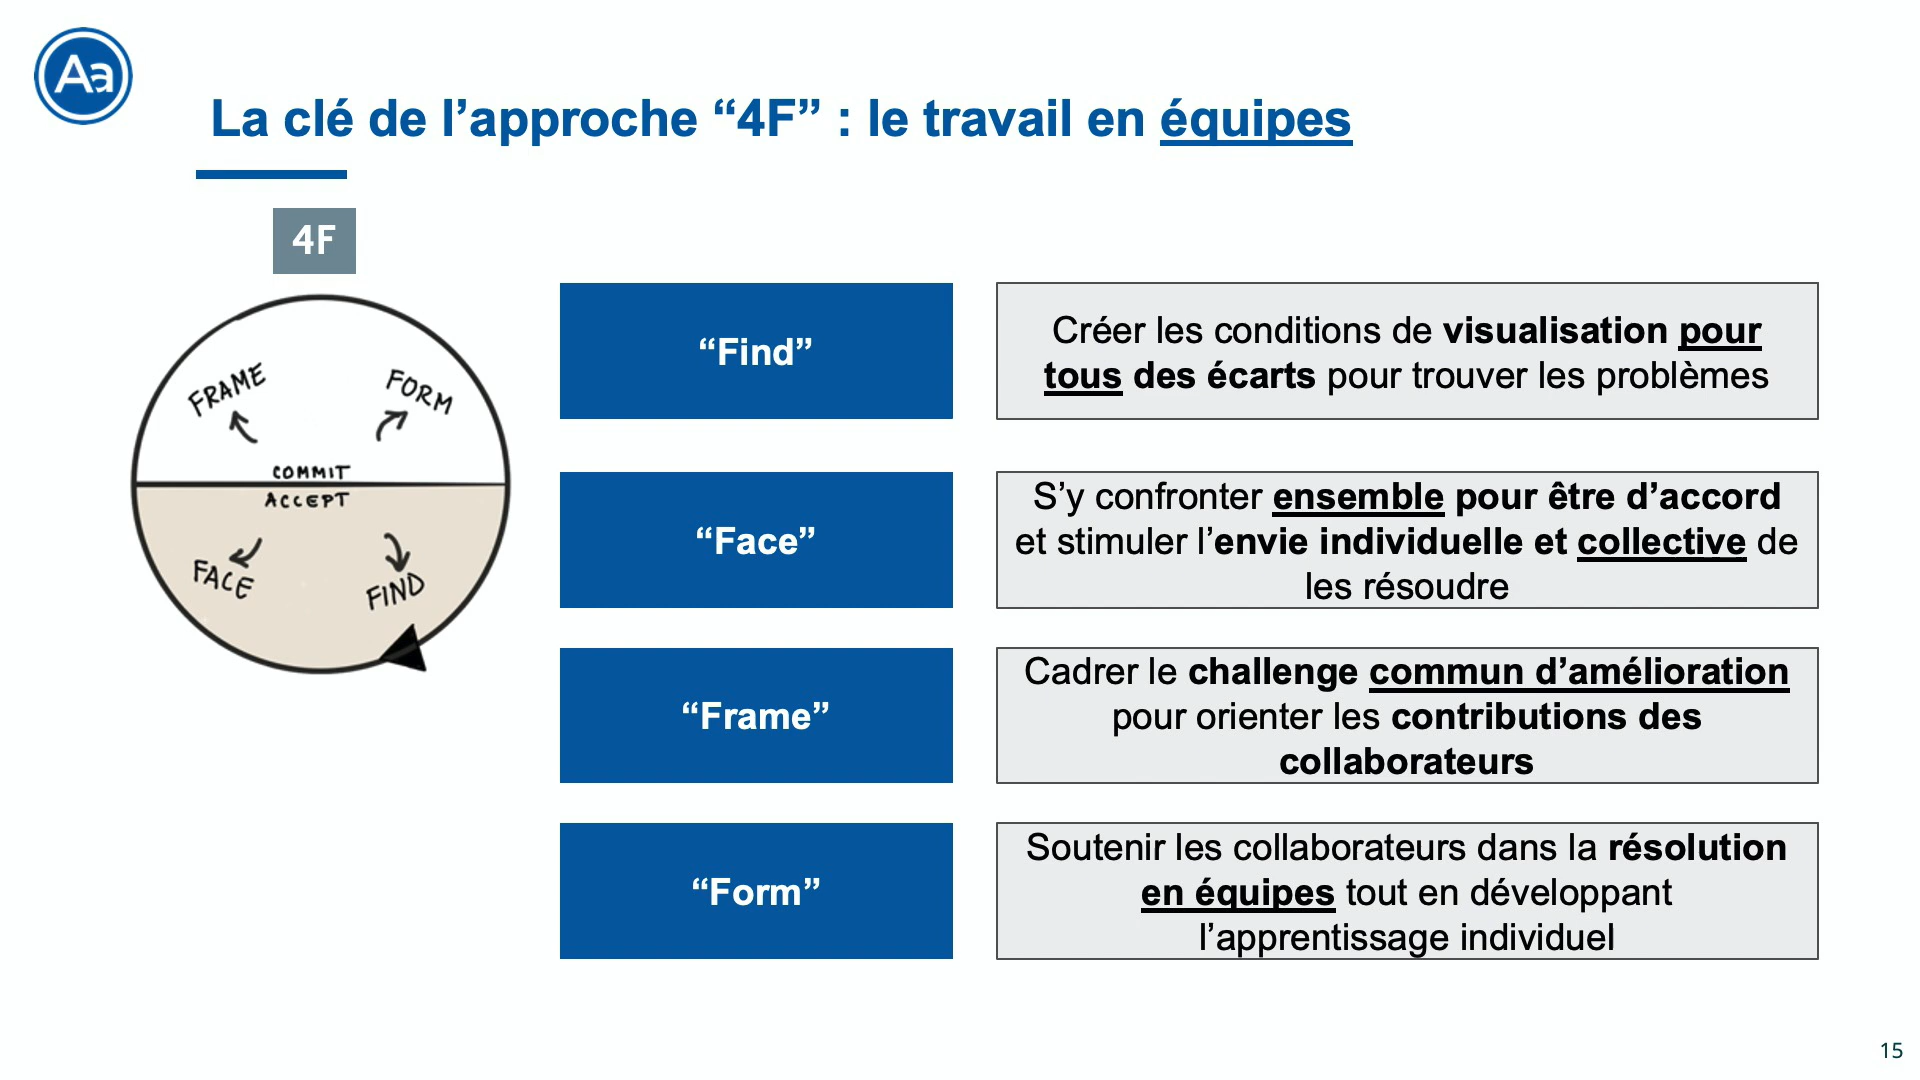 Aa
La clé de l’approche “4F” : le travail en équipes
4F
FRAME
FORM
COMMIT
ACCEPT
FACE
FIND
“Find”
Créer les conditions de visualisation pour
tous des écarts pour trouver les problèmes
“Face”
S’y confronter ensemble pour être d’accord
et stimuler l’envie individuelle et collective de
les résoudre
“Frame”
Cadrer le challenge commun d’amélioration
pour orienter les contributions des
collaborateurs
“Form”
Soutenir les collaborateurs dans la résolution
en équipes tout en développant
l’apprentissage individuel
15